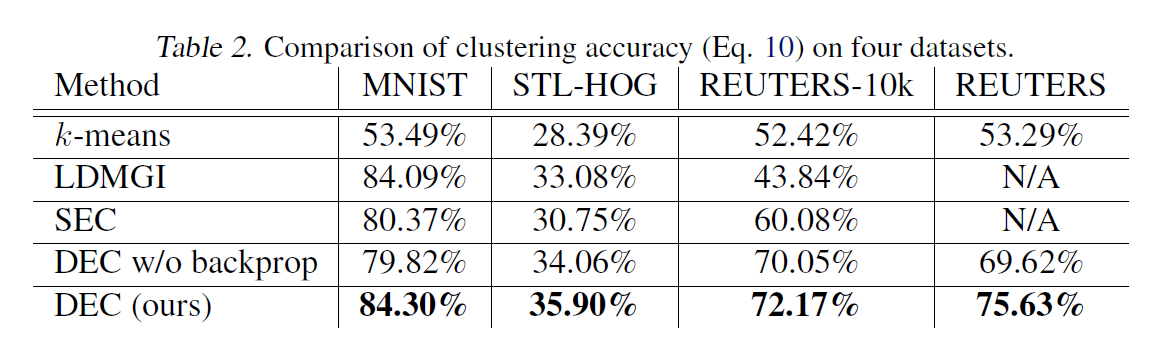 Table 2. Comparison of clustering accuracy (Eq. 10) on four datasets.
Method MNIST STL-HOG REUTERS-10k REUTERS
k-means 53.49% 28.39% 52.42% 53.29%
LDMGI 84.09% 33.08% 43.84% N/A
SEC 80.37% 30.75% 60.08% N/A
DEC w/o backprop 79.82% 34.06% 70.05% 69.62%
DEC (ours) 84.30% 35.90% 72.17% 75.63%